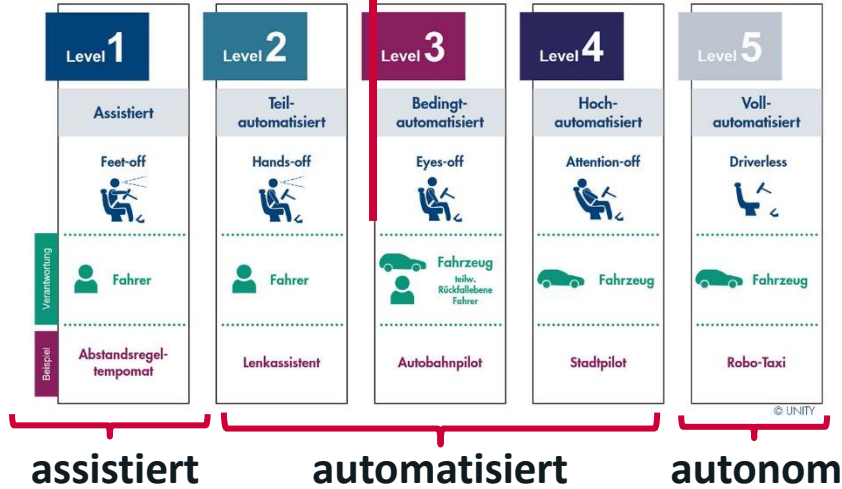 Level 1
Level 2
Level 3
Level 4
Level 5
Assistiert
Teil-
automatisiert
Bedingt-
automatisiert
Hoch-
automatisiert
Voll-
automatisiert
Feet-off
Hands-off
Eyes-off
Attention-off
Driverless
Verantwortung
Fahrer
Fahrer
Fahrzeug
teilw.
Rückfallebene
Fahrer
Fahrzeug
Fahrzeug
Beispiel
Abstandsregel-
tempomat
Lenkassistent
Autobahnpilot
Stadtpilot
Robo-Taxi
© UNITY
assistiert
automatisiert
autonom